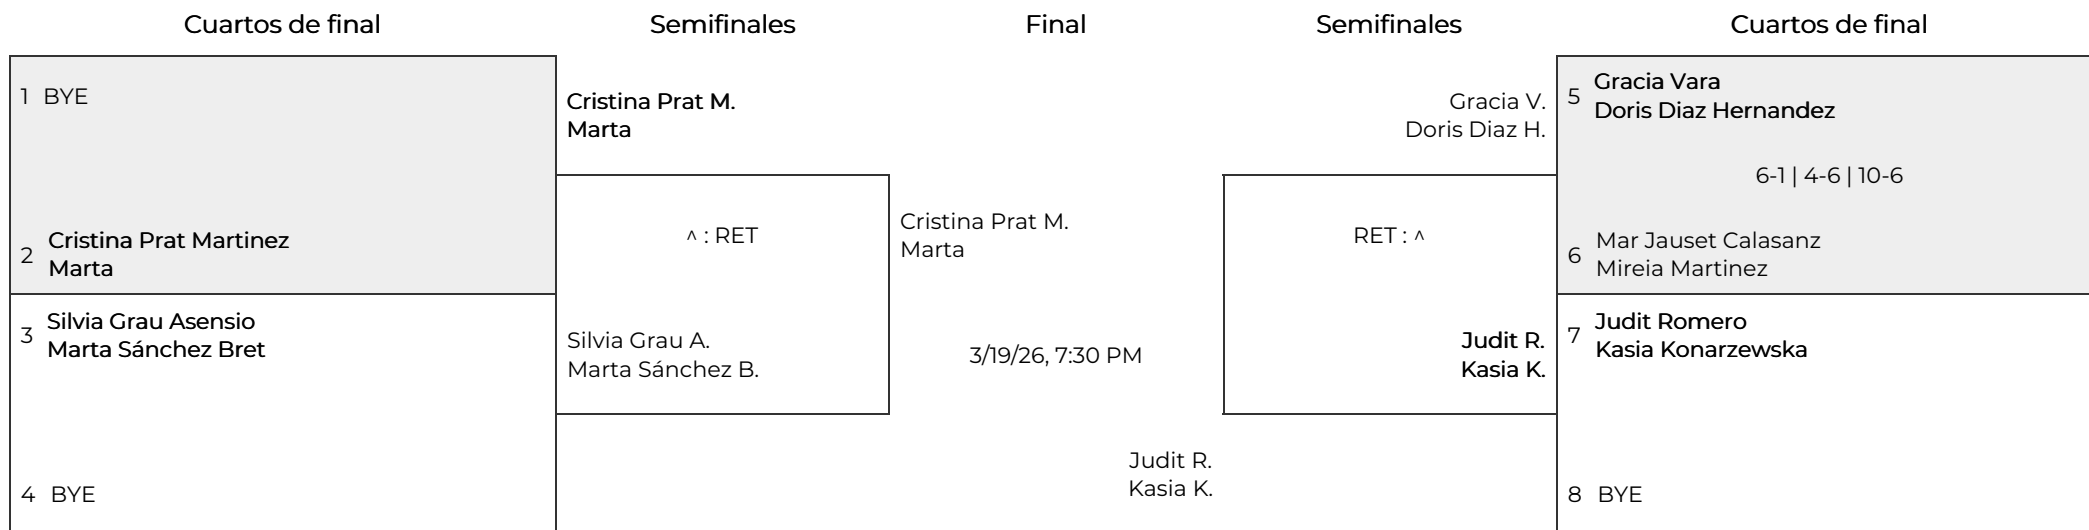 Cuartos de final
Semifinales
Final
Semifinales
Cuartos de final
1 BYE
2 Cristina Prat Martinez
Marta
3 Silvia Grau Asensio
Marta Sánchez Bret
4 BYE
Cristina Prat M.
Marta
^ : RET
Silvia Grau A.
Marta Sánchez B.
Cristina Prat M.
Marta
3/19/26, 7:30 PM
Judit R.
Kasia K.
Gracia V.
Doris Diaz H.
RET : ^
Judit R.
Kasia K.
5 Gracia Vara
Doris Diaz Hernandez
6-1 | 4-6 | 10-6
6 Mar Jauset Calasanz
Mireia Martinez
7 Judit Romero
Kasia Konarzewska
8 BYE